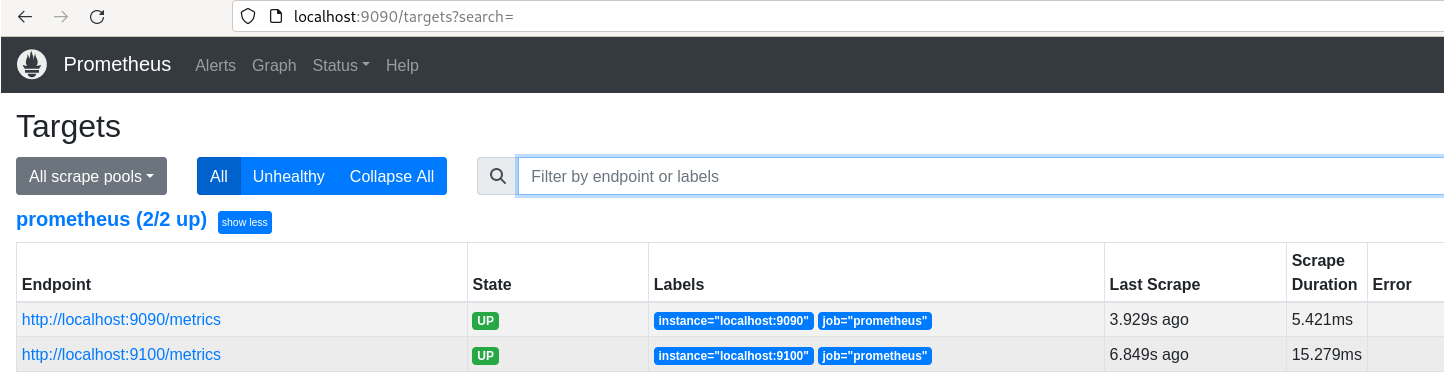 localhost:9090/targets?search=
Prometheus Alerts Graph Status Help
Targets
All scrape pools All Unhealthy Collapse All Filter by endpoint or labels
prometheus (2/2 up) show less
Endpoint State Labels Last Scrape Scrape Duration Error
http://localhost:9090/metrics UP instance="localhost:9090" job="prometheus" 3.929s ago 5.421ms
http://localhost:9100/metrics UP instance="localhost:9100" job="prometheus" 6.849s ago 15.279ms